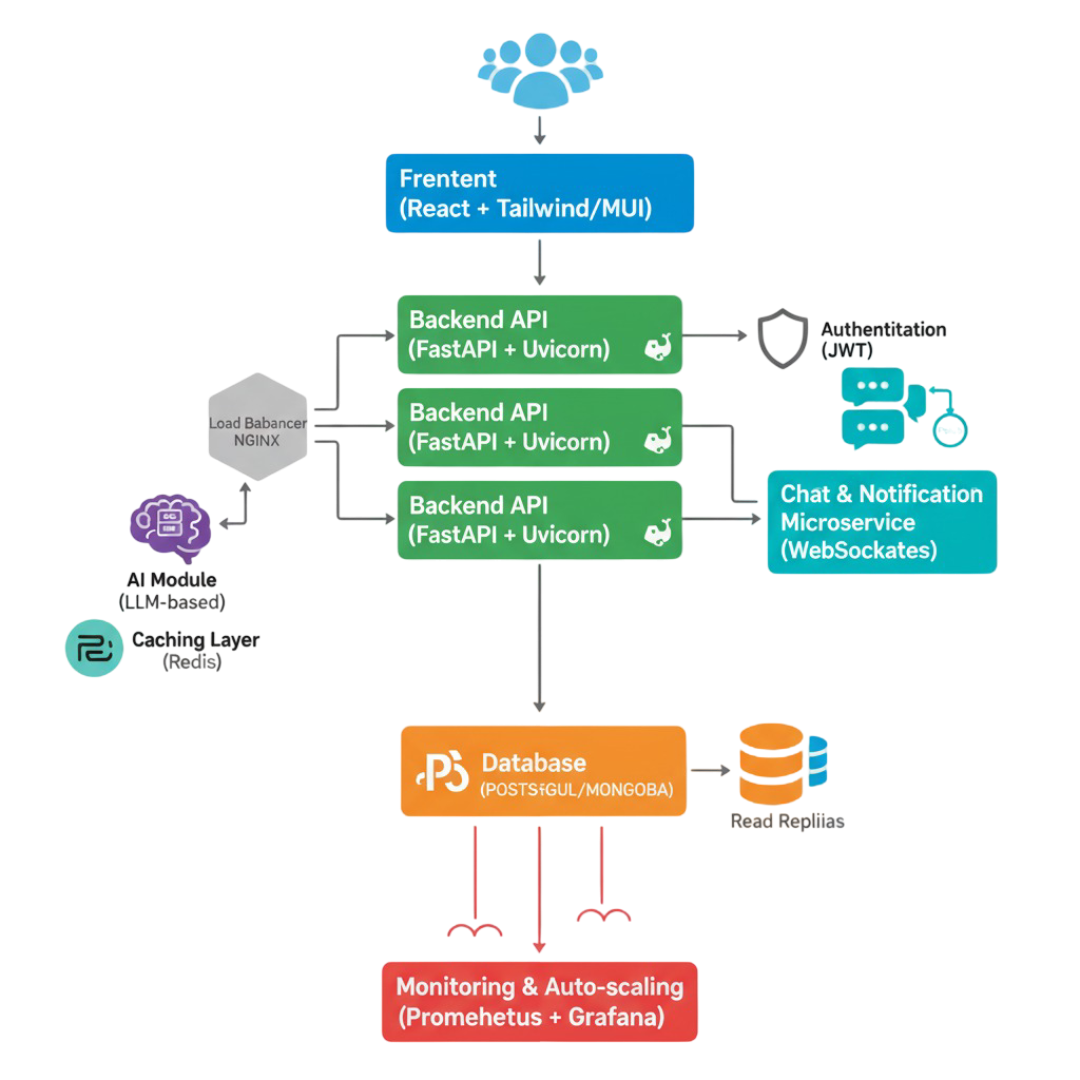 Frentent
(React + Tailwind/MUI)
Backend API
(FastAPI + Uvicorn)
Authentitation
(JWT)
Load Babancer
NGINX
Backend API
(FastAPI + Uvicorn)
Backend API
(FastAPI + Uvicorn)
Chat & Notification
Microservice
(WebSockates)
AI Module
(LLM-based)
Caching Layer
(Redis)
Database
Read Repliias
Monitoring & Auto-scaling
(Promehetus + Grafana)